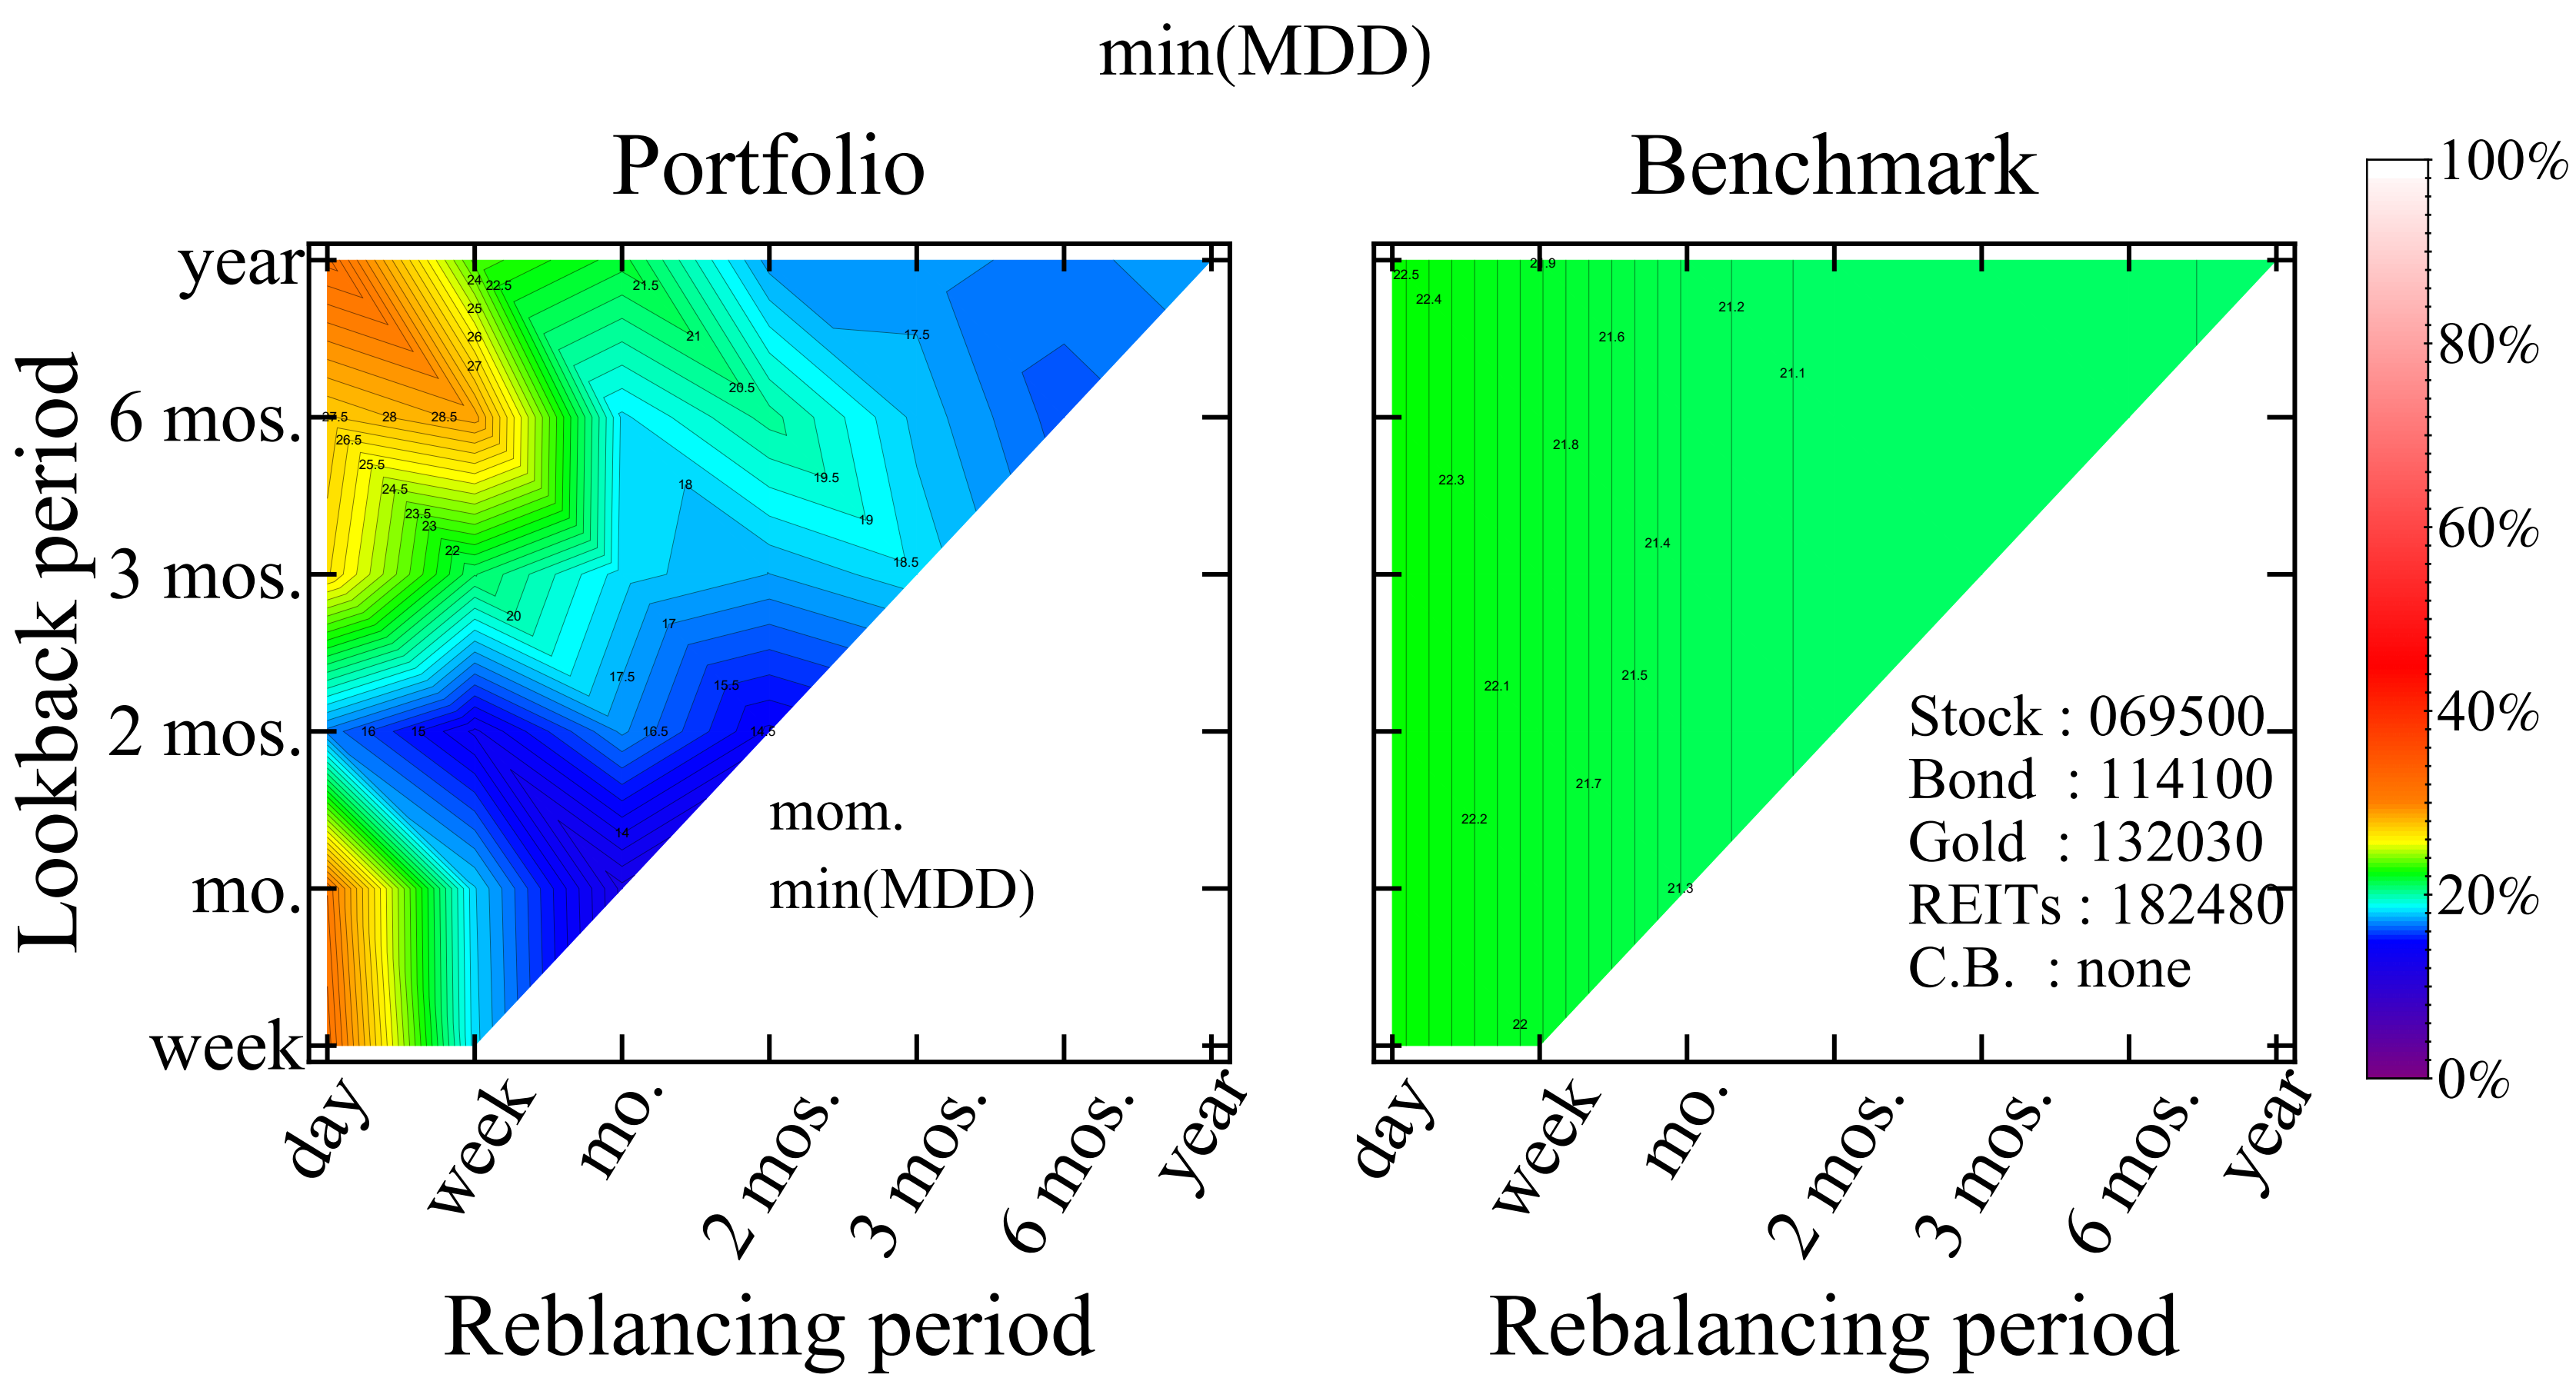 min(MDD)
Portfolio
Benchmark
Lookback period
year
6 mos.
3 mos.
2 mos.
mo.
week
24
22.5
21.5
25
26
27
21
17.5
20.5
27.5
28
28.5
26.5
25.5
24.5
23.5
23
22
18
19.5
19
18.5
20
17
17.5
15.5
16
15
16.5
14.5
14
mom.
min(MDD)
day
week
mo.
2 mos.
3 mos.
6 mos.
year
Reblancing period
22.5
21.9
22.4
21.2
21.6
21.1
21.8
22.3
21.4
21.5
22.1
21.7
22.2
21.3
22
Stock : 069500
Bond : 114100
Gold : 132030
REITs : 182480
C.B. : none
day
week
mo.
2 mos.
3 mos.
6 mos.
year
Rebalancing period
100%
80%
60%
40%
20%
0%